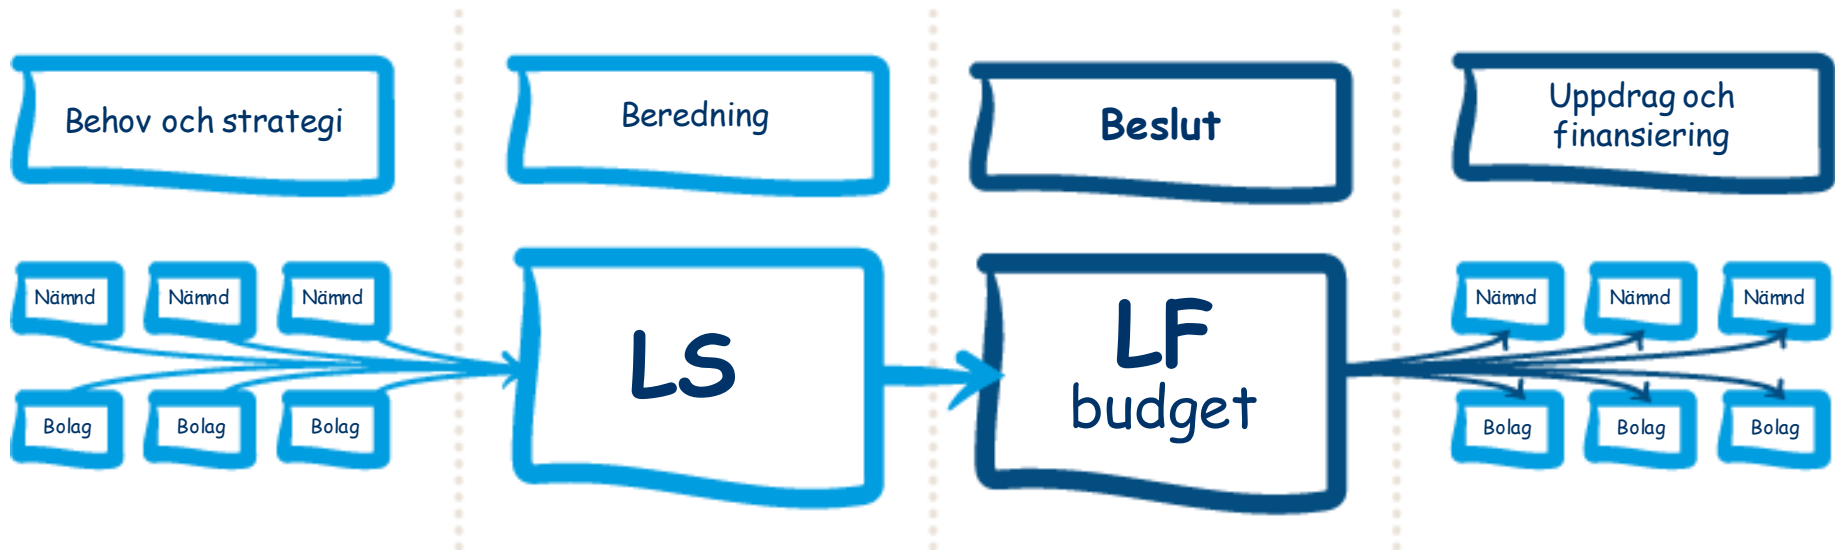 Behov och strategi
Beredning
Beslut
Uppdrag och
finansiering
Nämnd
Nämnd
Nämnd
Bolag
Bolag
Bolag
LS
LF
budget
Nämnd
Nämnd
Nämnd
Bolag
Bolag
Bolag